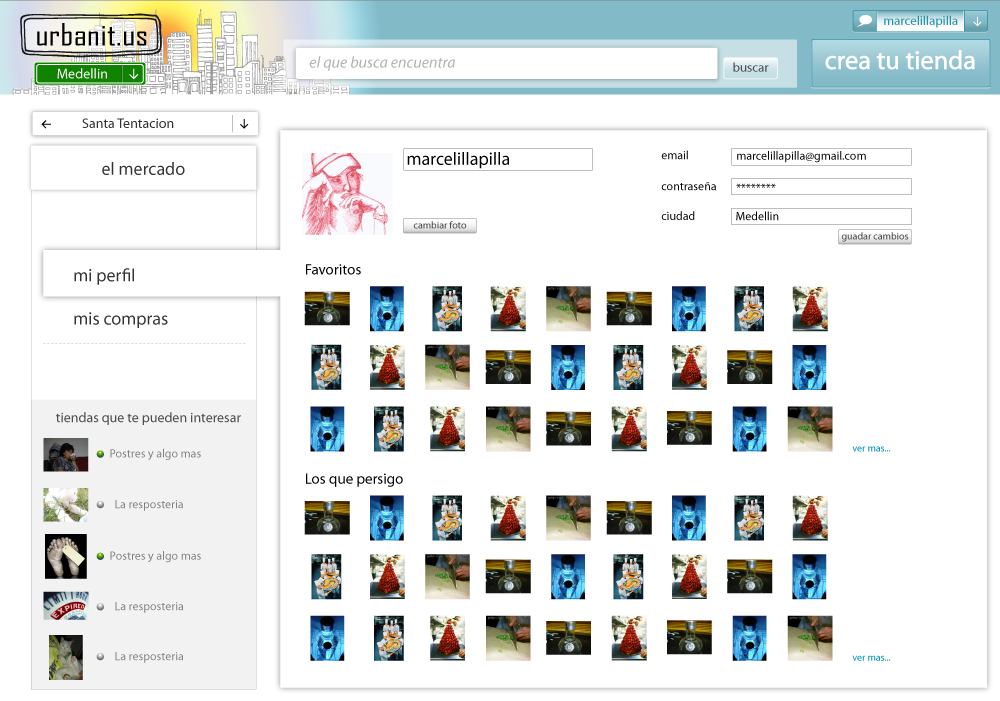 urbanit.us
Medellin
el que busca encuentra
buscar
marcelillapilla
crea tu tienda
Santa Tentacion
el mercado
mi perfil
mis compras
tiendas que te pueden interesar
Postres y algo mas
La resposteria
Postres y algo mas
EXPIRED
La resposteria
La resposteria
marcelillapilla
cambiar foto
email
marcelillapilla@gmail.com
contraseña
********
ciudad
Medellin
guadar cambios
Favoritos
ver mas...
Los que persigo
ver mas...